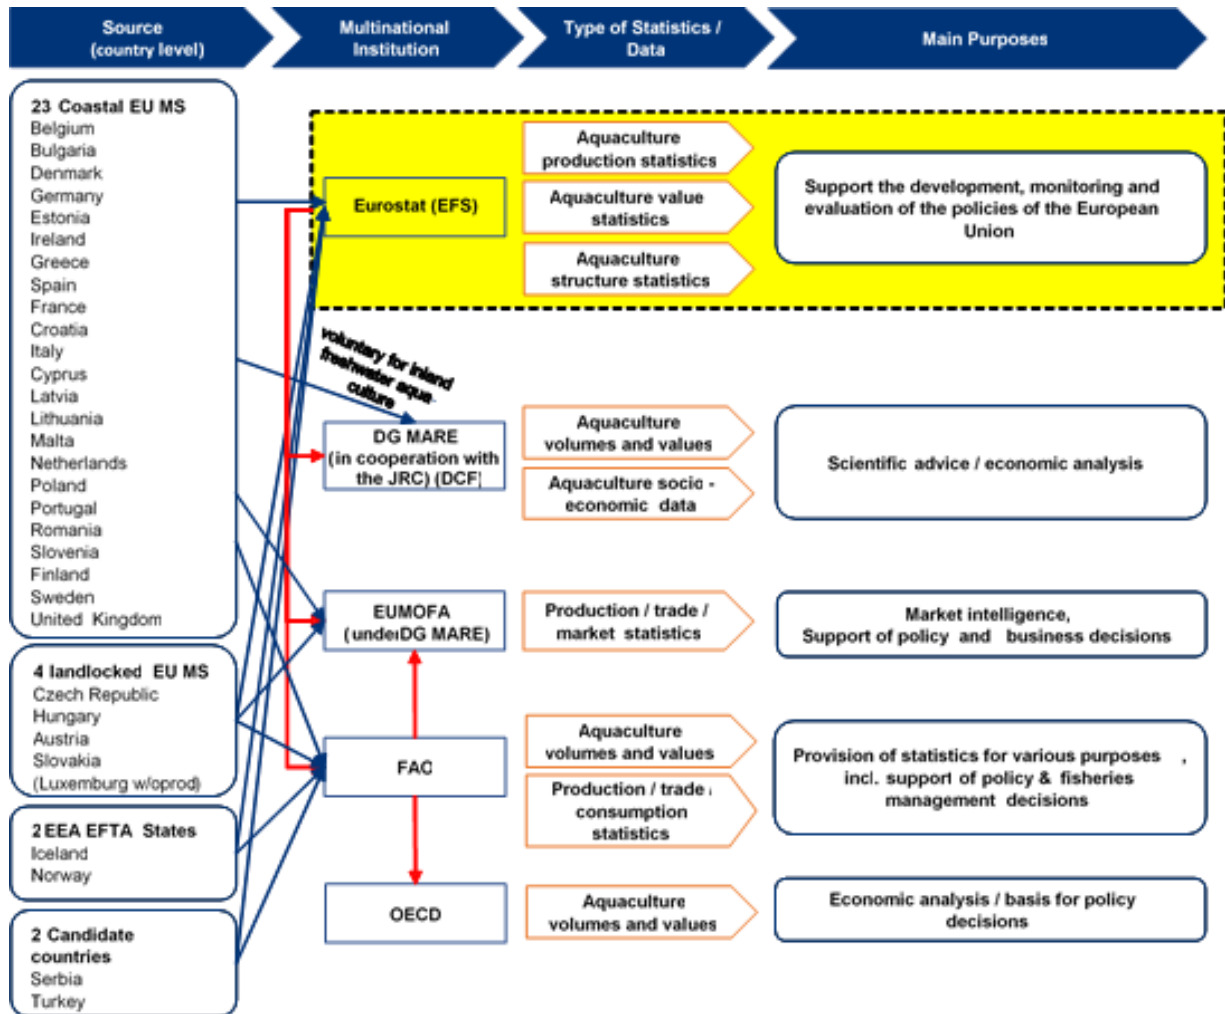 Source
(country level)
Multinational
Institution
Type of Statistics /
Data
Main Purposes
23 Coastal EU MS
Belgium
Bulgaria
Denmark
Germany
Estonia
Ireland
Greece
Spain
France
Croatia
Italy
Cyprus
Latvia
Lithuania
Malta
Netherlands
Poland
Portugal
Romania
Slovenia
Finland
Sweden
United Kingdom
4 landlocked EU MS
Czech Republic
Hungary
Austria
Slovakia
(Luxemburg w/oprod)
2 EEA EFTA States
Iceland
Norway
2 Candidate
countries
Serbia
Turkey
Eurostat (EFS)
Aquaculture
production statistics
Aquaculture value
statistics
Aquaculture
structure statistics
Support the development, monitoring and
evaluation of the policies of the European
Union
voluntary for inland
freshwater aqua-
culture
DG MARE
(in cooperation with
the JRC) (DCF)
Aquaculture
volumes and values
Aquaculture socio -
economic data
Scientific advice / economic analysis
EUMOFA
(under DG MARE)
Production / trade /
market statistics
Market intelligence,
Support of policy and business decisions
FAO
Aquaculture
volumes and values
Production / trade /
consumption
statistics
Provision of statistics for various purposes ,
incl. support of policy & fisheries
management decisions
OECD
Aquaculture
volumes and values
Economic analysis / basis for policy
decisions